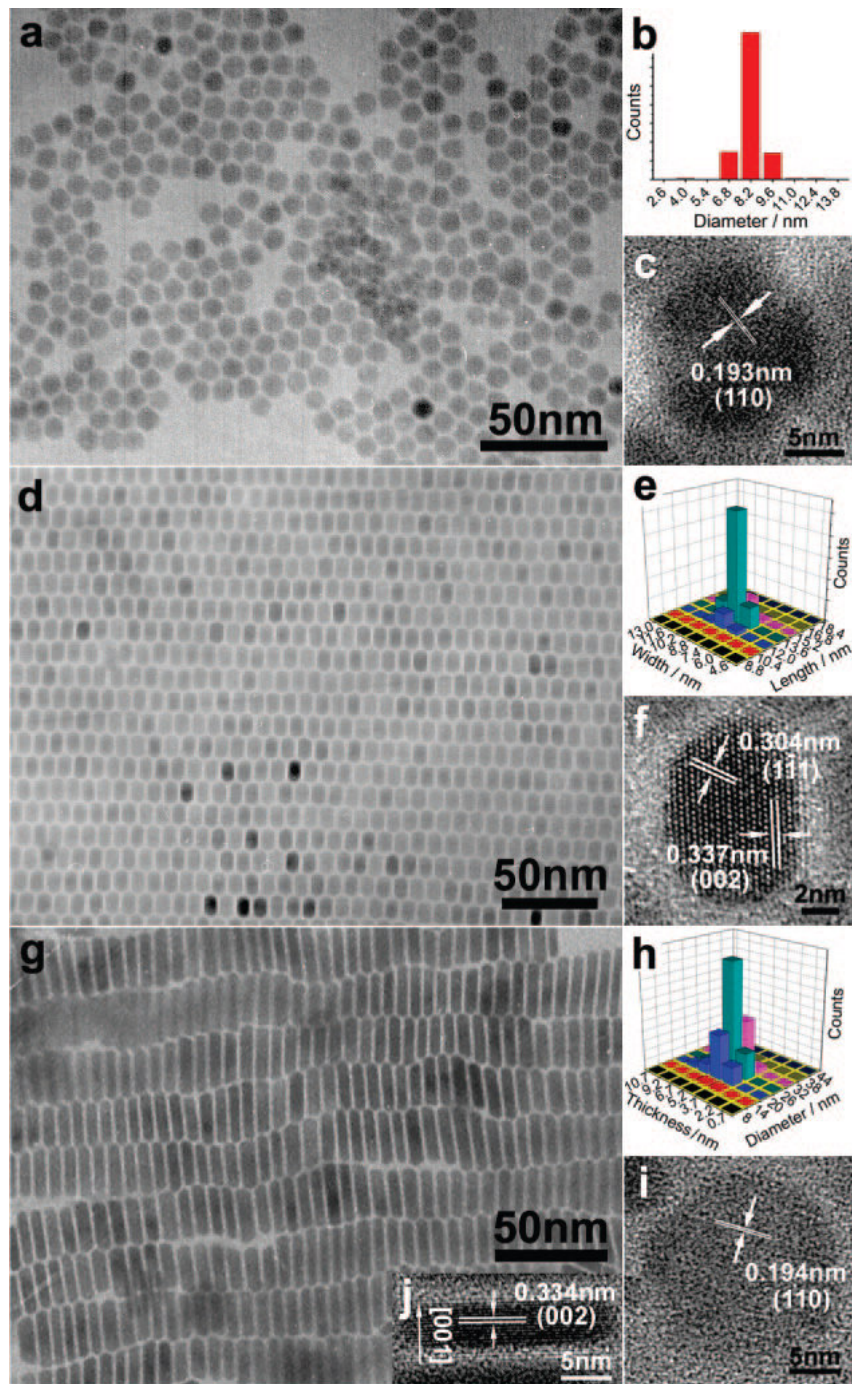 a
50nm
b
Counts
2.6 4.0 5.4 6.8 8.2 9.6 11.0 12.4 13.8
Diameter / nm
c
0.193nm
(110)
5nm
d
50nm
e
Counts
Width / nm
Length / nm
f
0.304nm
(111)
0.337nm
(002)
2nm
g
50nm
h
Counts
Thickness/nm
Diameter / nm
i
0.194nm
(110)
5nm
j
0.334nm
(002)
[001]
5nm